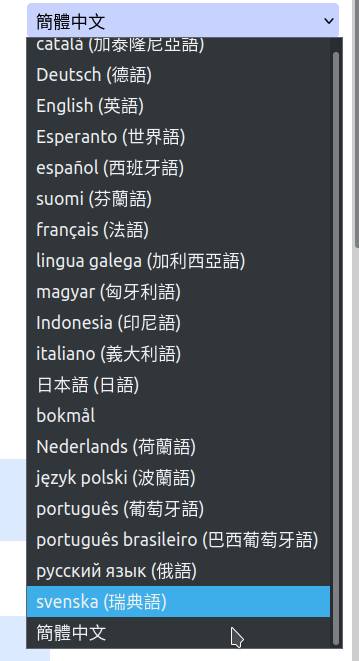 簡體中文
català (加泰隆尼亞語)
Deutsch (德語)
English (英語)
Esperanto (世界語)
español (西班牙語)
suomi (芬蘭語)
français (法語)
lingua galega (加利西亞語)
magyar (匈牙利語)
Indonesia (印尼語)
italiano (義大利語)
日本語 (日語)
bokmål
Nederlands (荷蘭語)
język polski (波蘭語)
português (葡萄牙語)
português brasileiro (巴西葡萄牙語)
русский язык (俄語)
svenska (瑞典語)
簡體中文